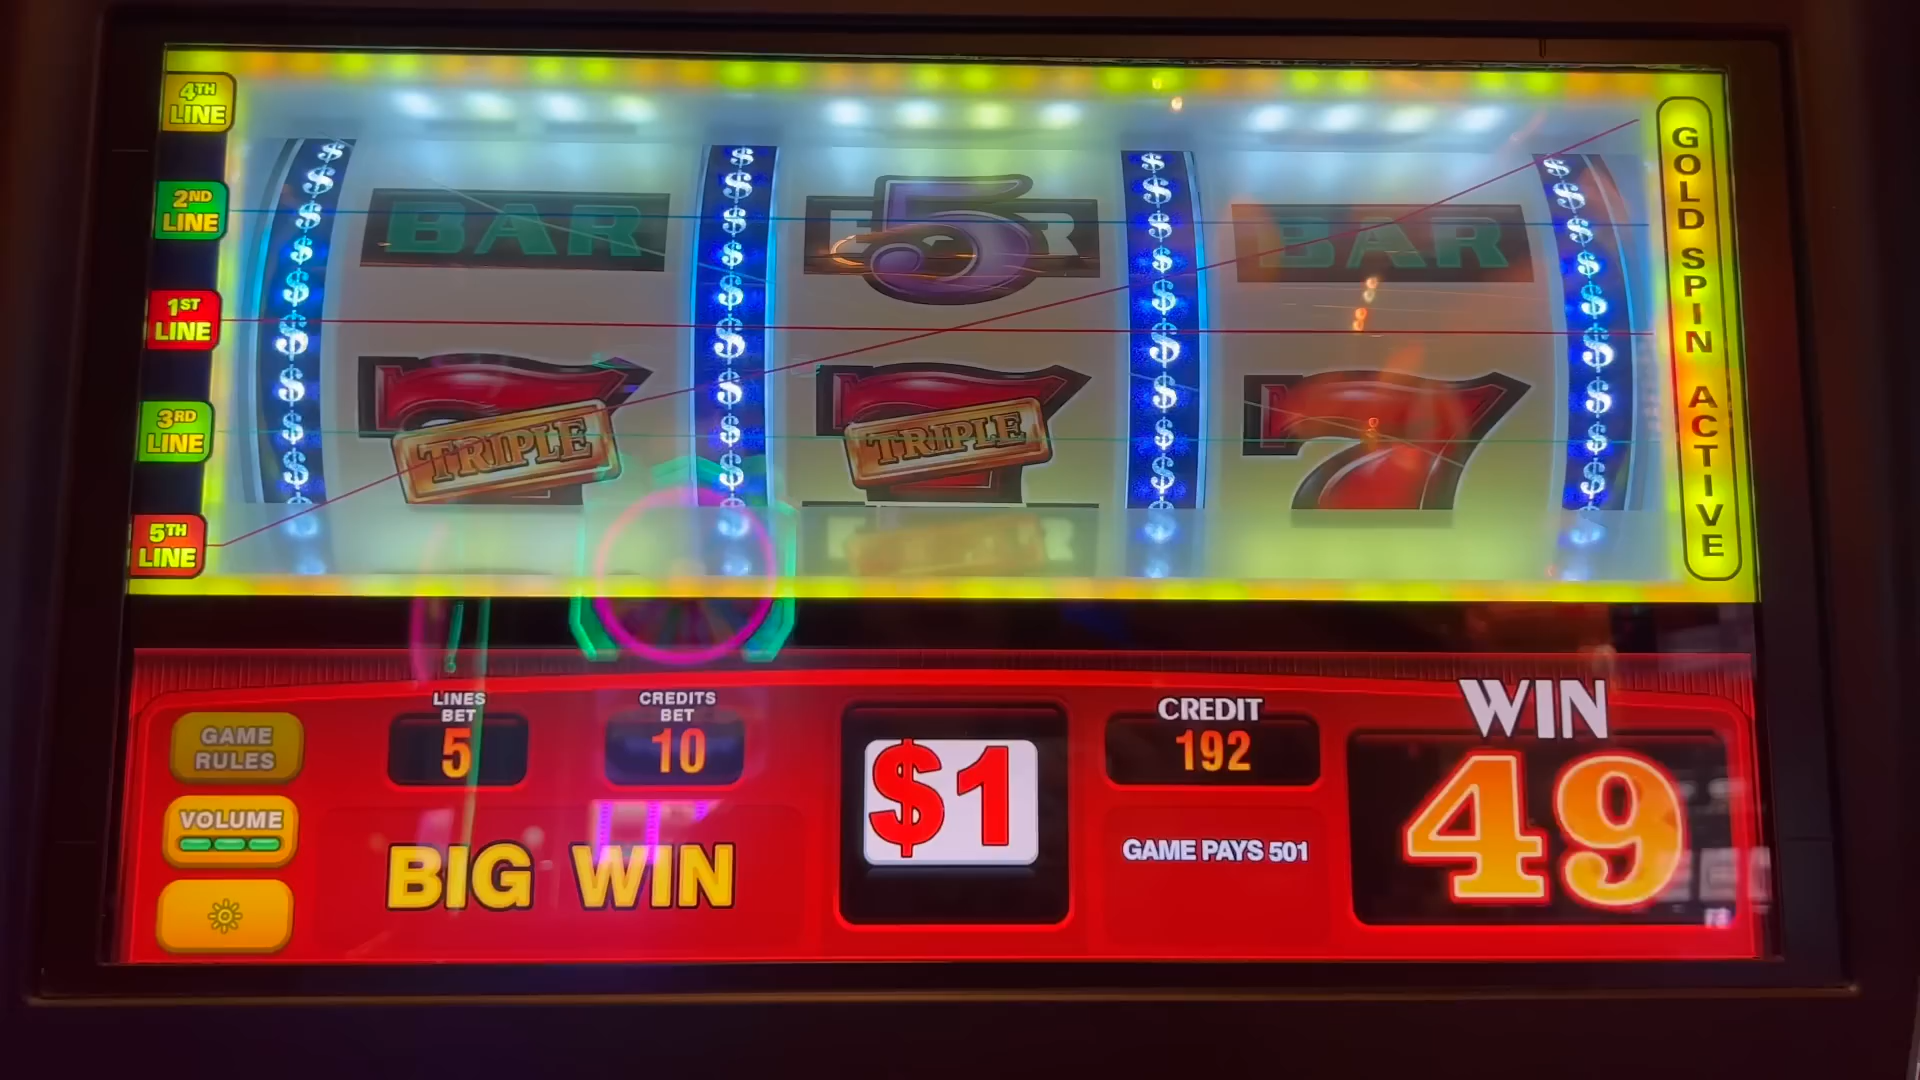 4TH
LINE
2ND
LINE
1ST
LINE
3RD
LINE
5TH
LINE
BAR
5
BAR
TRIPLE
TRIPLE
7
GOLD SPIN ACTIVE
GAME
RULES
VOLUME
LINES
BET
5
CREDITS
BET
10
BIG WIN
$1
CREDIT
192
GAME PAYS 501
WIN
49